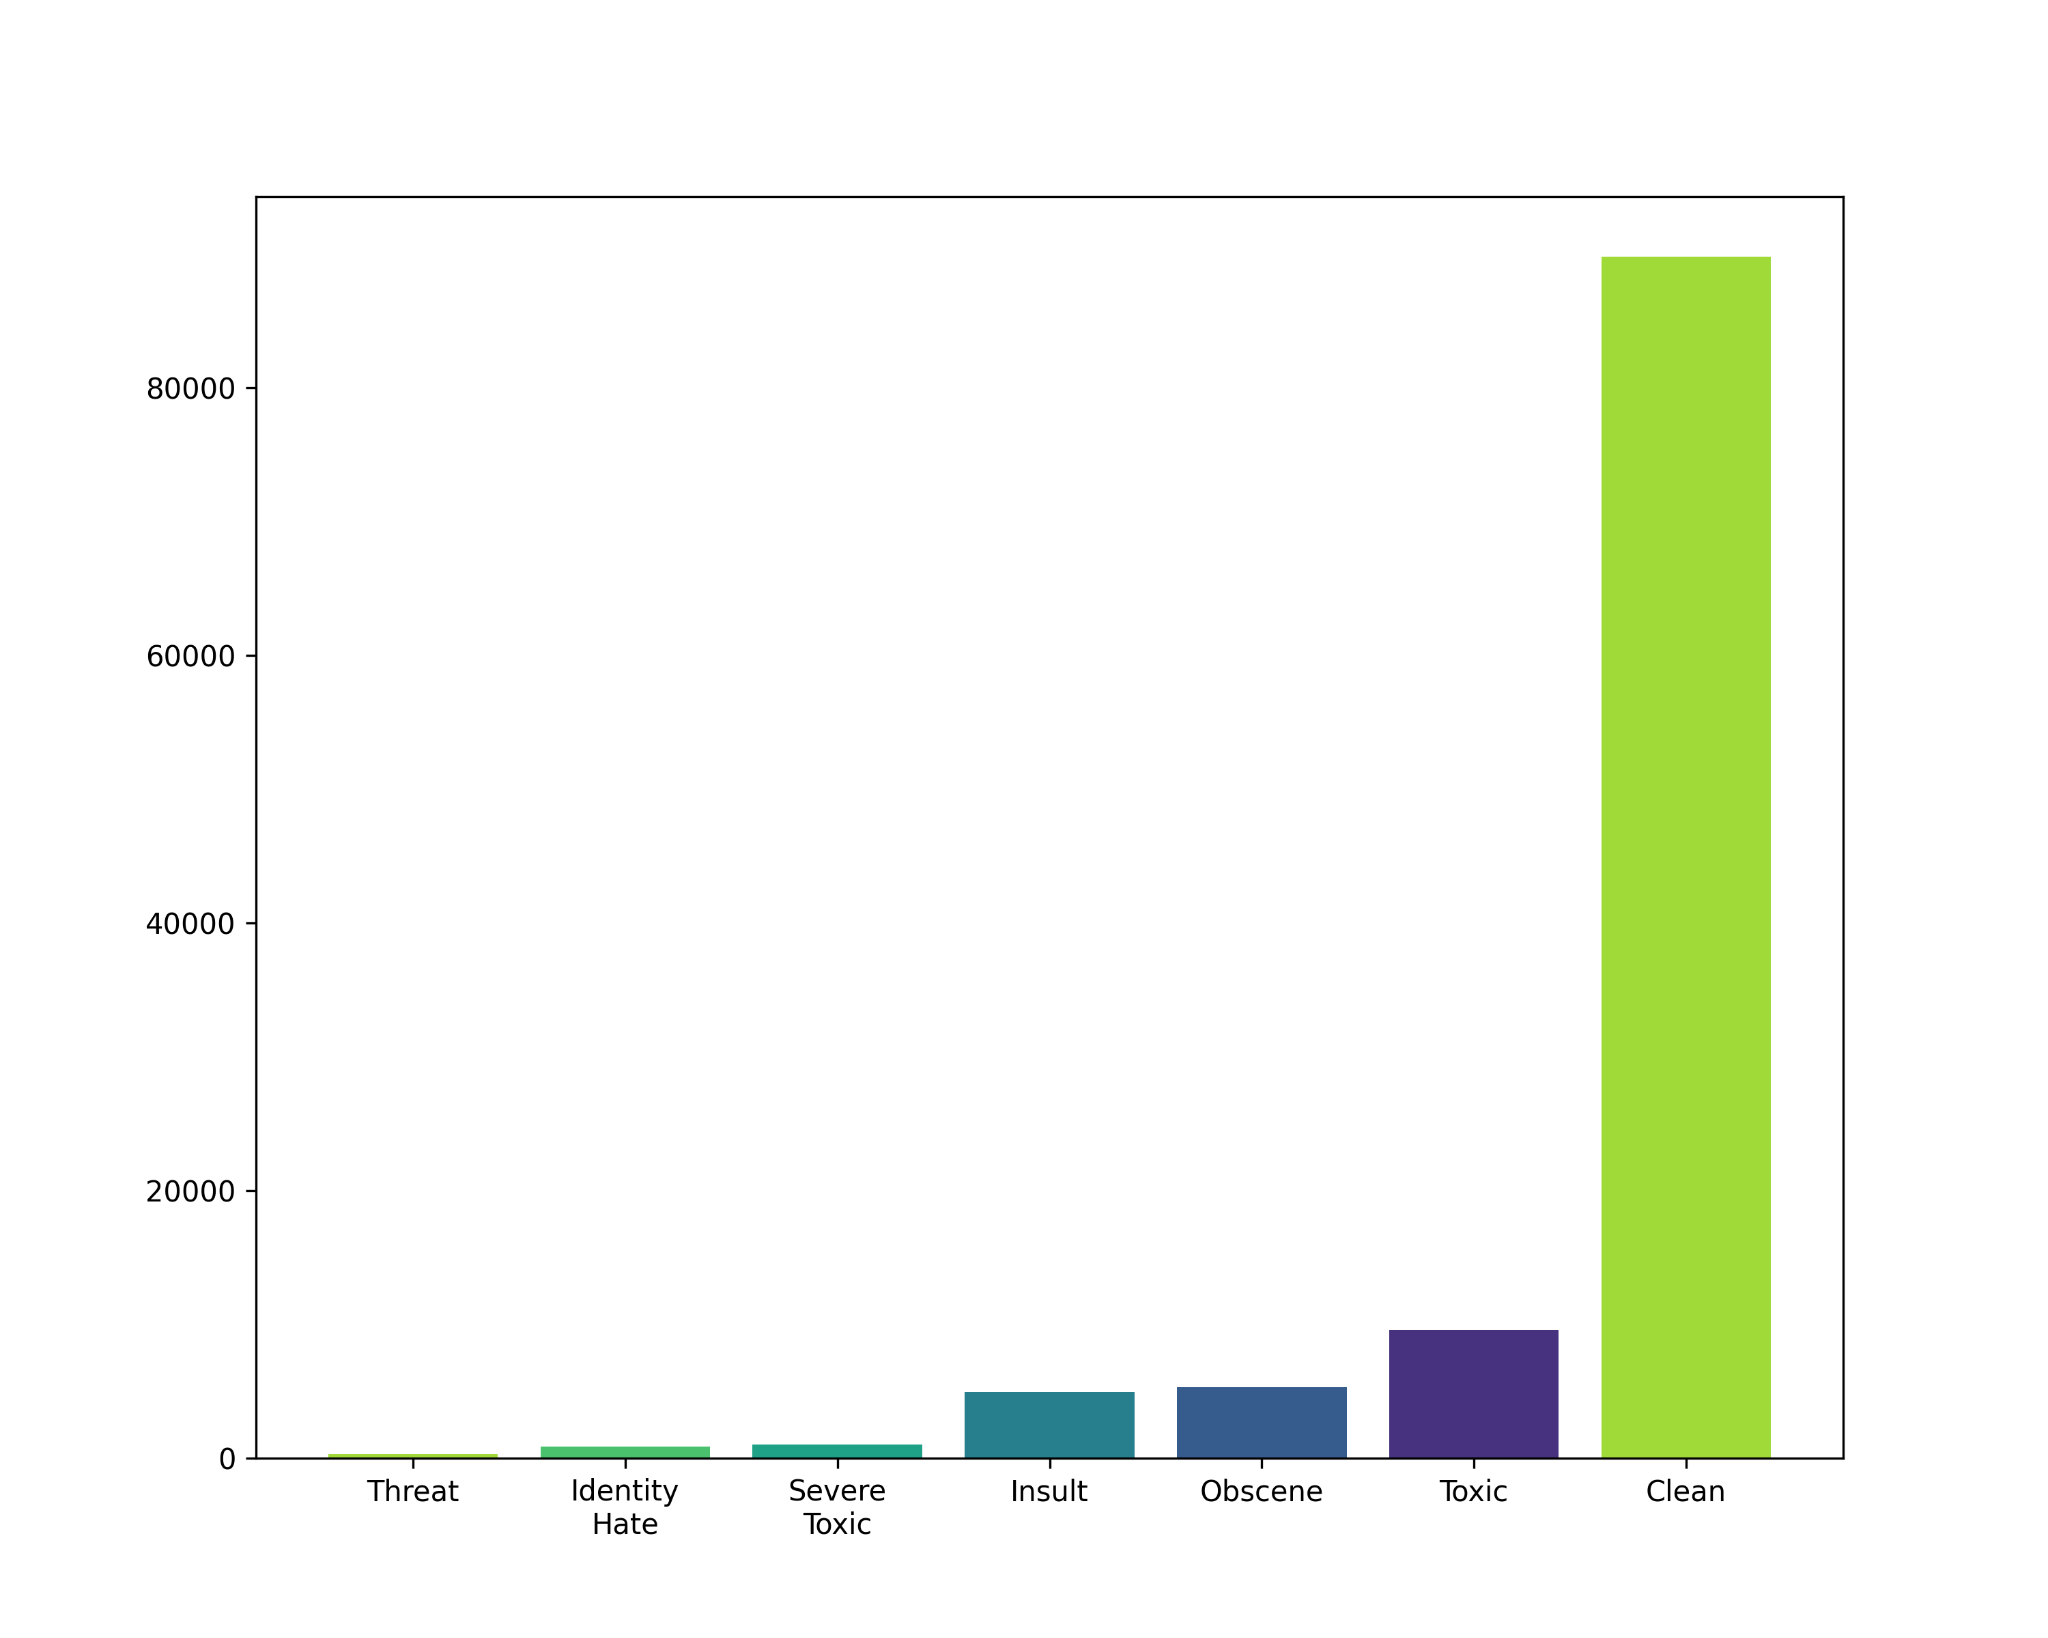 80000
60000
40000
20000
0
Threat
Identity
Hate
Severe
Toxic
Insult
Obscene
Toxic
Clean